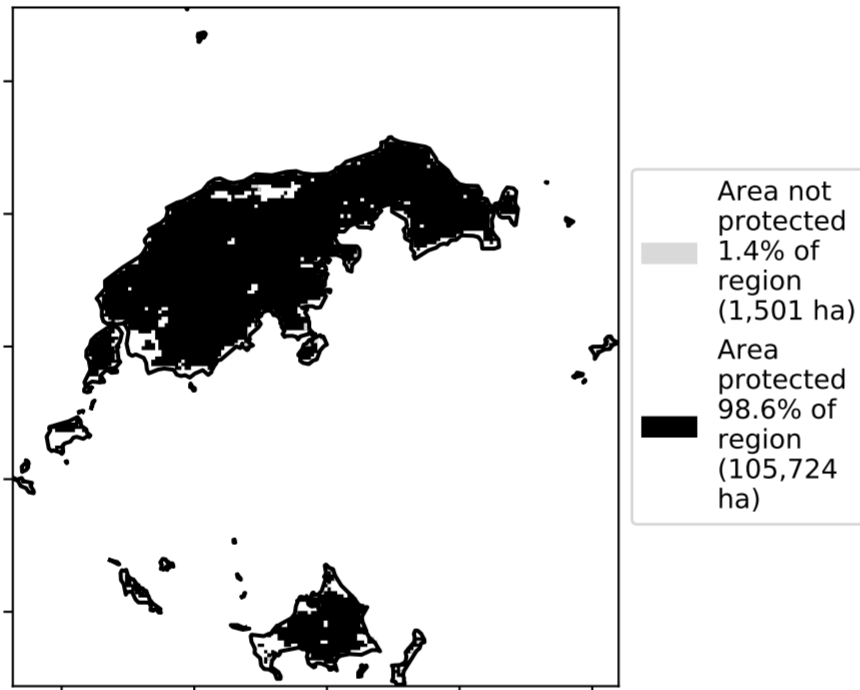 Area not
protected
1.4% of
region
(1,501 ha)
Area
protected
98.6% of
region
(105,724
ha)